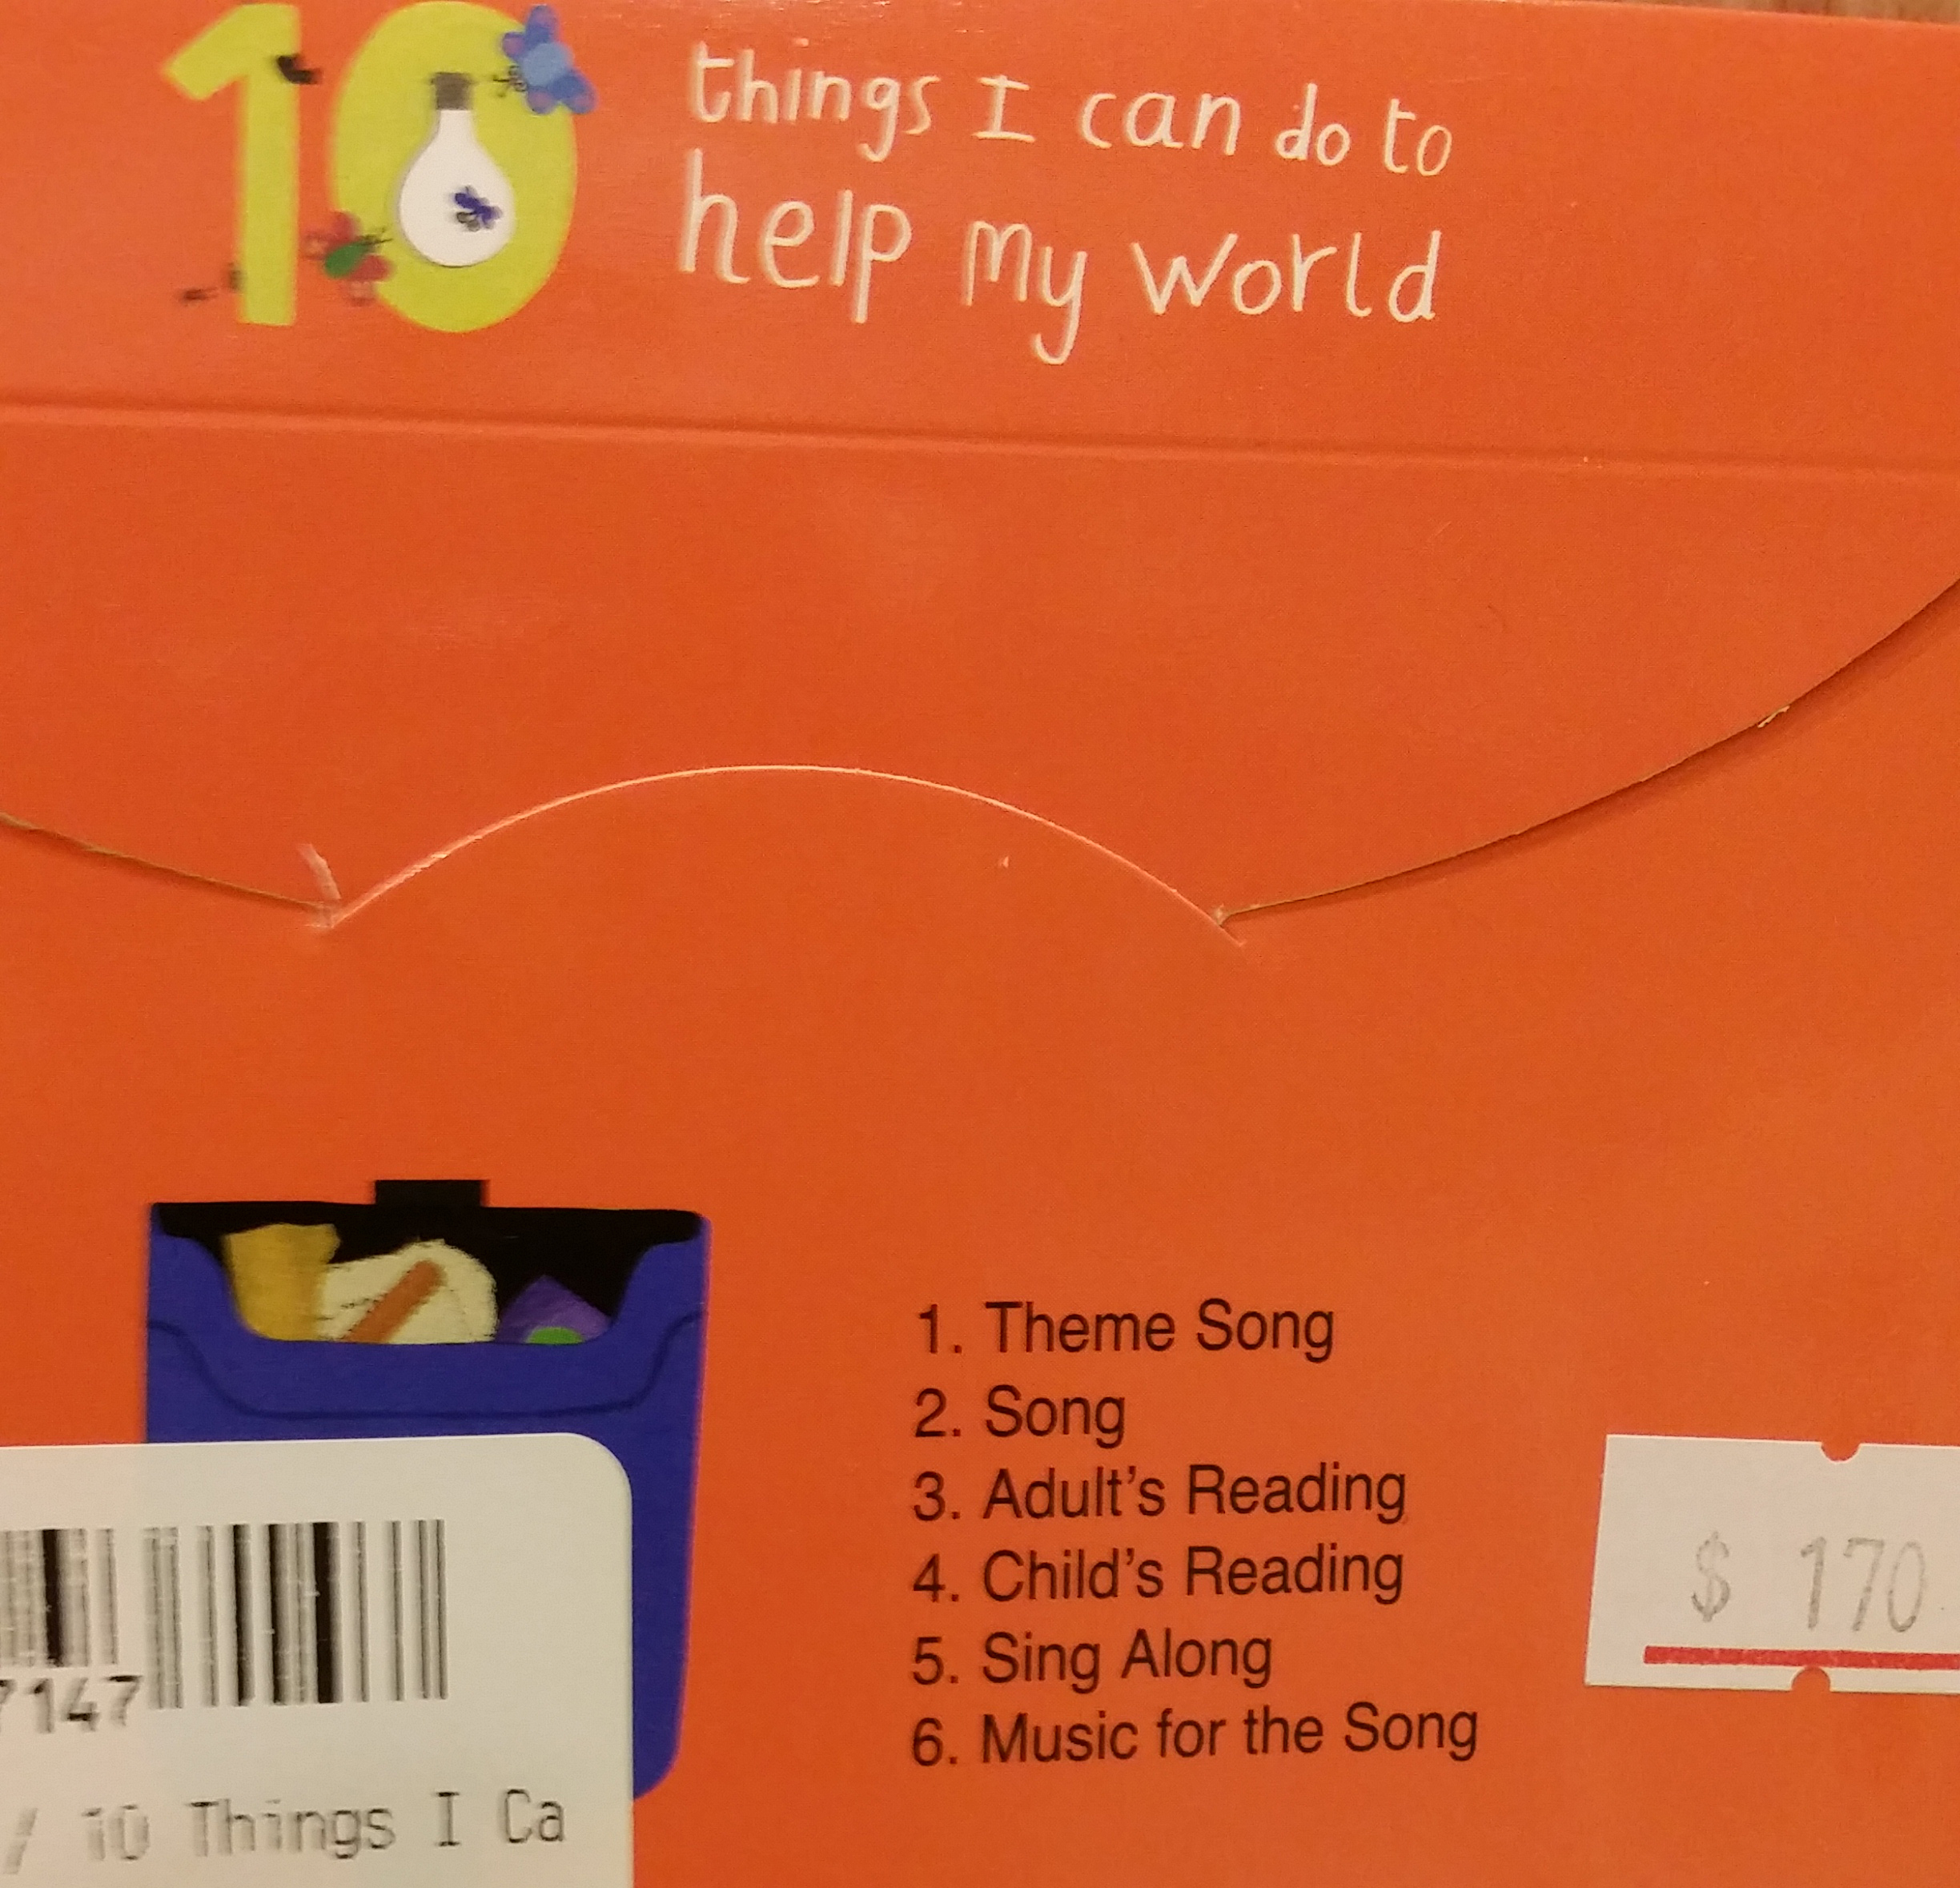 10 things I can do to
help my world
1. Theme Song
2. Song
3. Adult's Reading
4. Child's Reading
5. Sing Along
6. Music for the Song
$ 170
7147
/ 10 Things I Ca